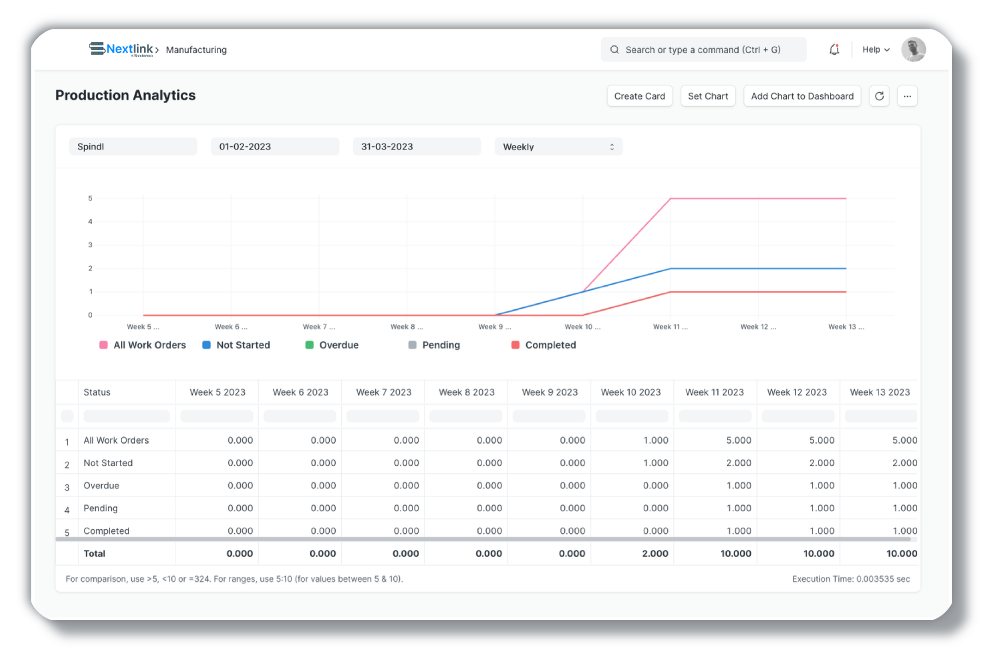 Nextlink > Manufacturing Search or type a command (Ctrl + G) Help
Production Analytics Create Card Set Chart Add Chart to Dashboard ...
Spindl 01-02-2023 31-03-2023 Weekly
5
4
3
2
1
0
Week 5 ... Week 6 ... Week 7 ... Week 8 ... Week 9 ... Week 10 ... Week 11 ... Week 12 ... Week 13 ...
All Work Orders Not Started Overdue Pending Completed
Status Week 5 2023 Week 6 2023 Week 7 2023 Week 8 2023 Week 9 2023 Week 10 2023 Week 11 2023 Week 12 2023 Week 13 2023
1 All Work Orders 0.000 0.000 0.000 0.000 0.000 1.000 5.000 5.000 5.000
2 Not Started 0.000 0.000 0.000 0.000 0.000 1.000 2.000 2.000 2.000
3 Overdue 0.000 0.000 0.000 0.000 0.000 0.000 1.000 1.000 1.000
4 Pending 0.000 0.000 0.000 0.000 0.000 0.000 1.000 1.000 1.000
5 Completed 0.000 0.000 0.000 0.000 0.000 0.000 1.000 1.000 1.000
Total 0.000 0.000 0.000 0.000 0.000 2.000 10.000 10.000 10.000
For comparison, use >5, <10 or =324. For ranges, use 5:10 (for values between 5 & 10). Execution Time: 0.003535 sec